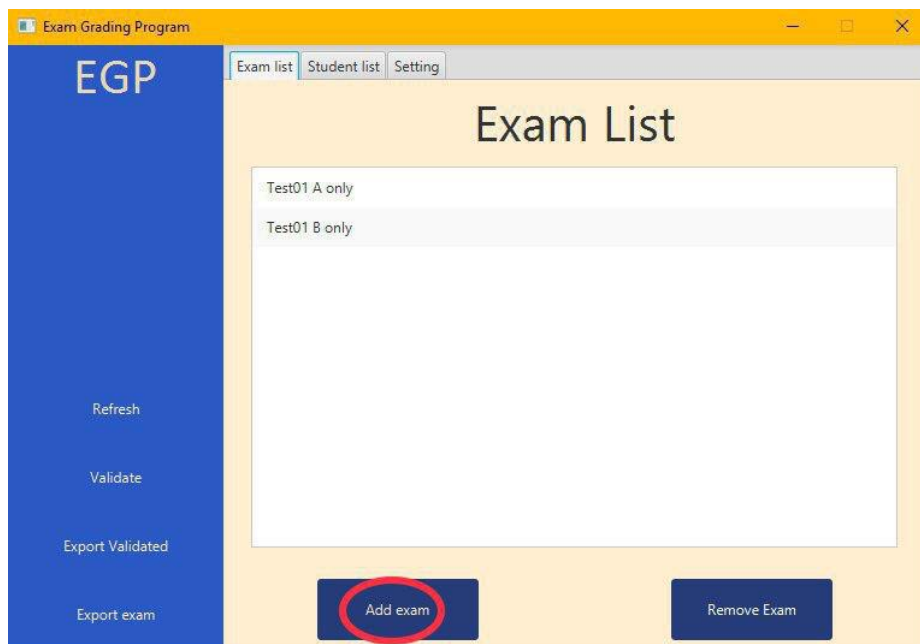 Exam Grading Program
EGP
Refresh
Validate
Export Validated
Export exam
Exam list Student list Setting
Exam List
Test01 A only
Test01 B only
Add exam
Remove Exam